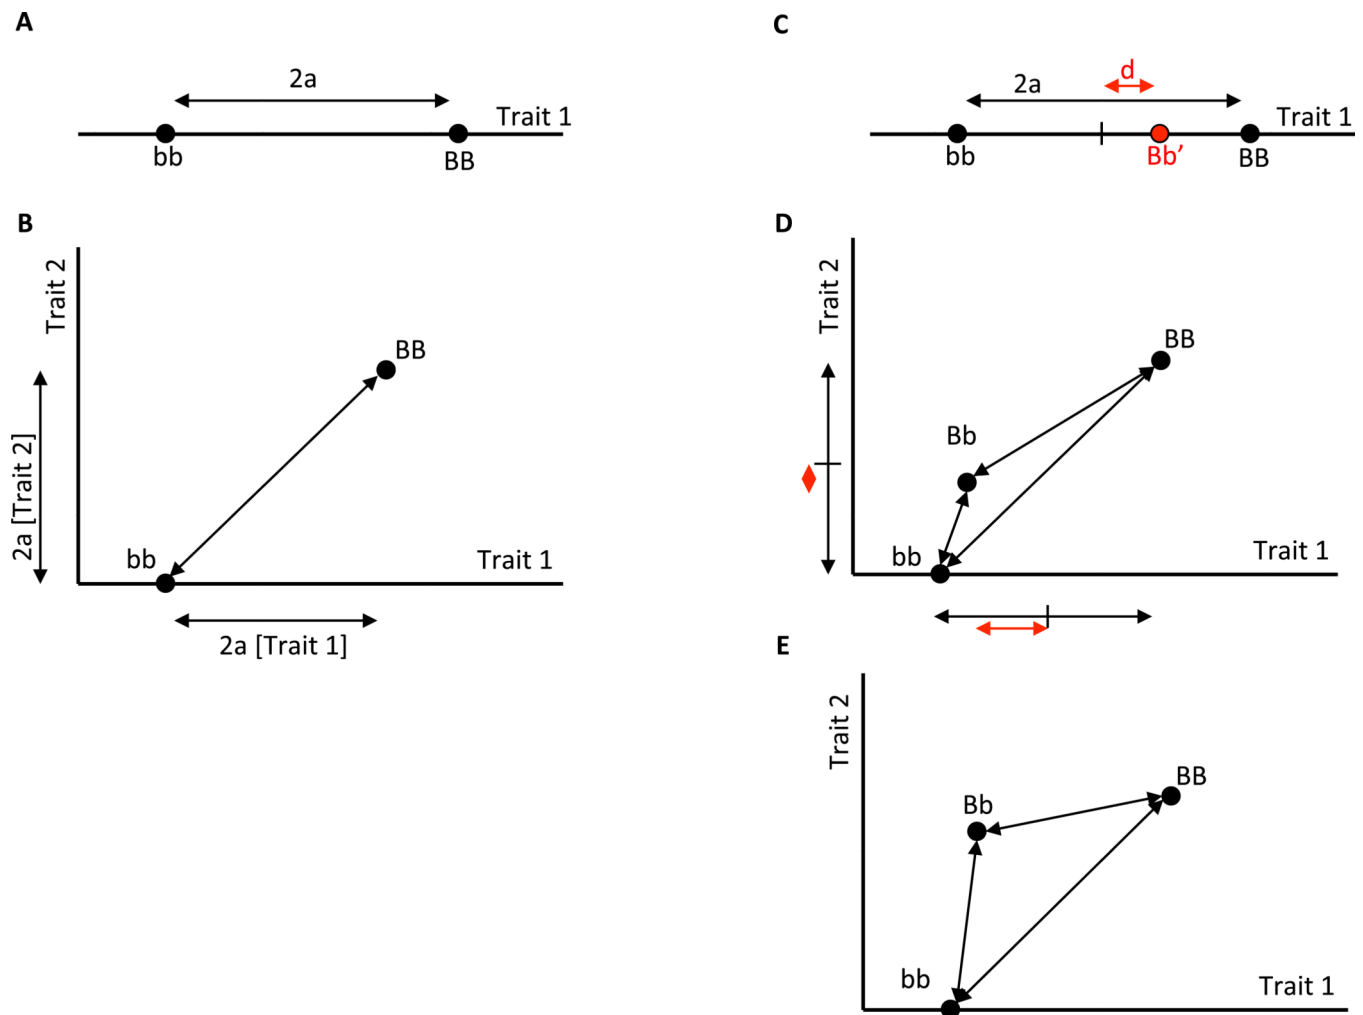 A
2a
Trait 1
bb
BB
B
Trait 2
BB
2a [Trait 2]
bb
Trait 1
2a [Trait 1]
C
d
2a
Trait 1
bb
Bb’
BB
D
Trait 2
BB
Bb
bb
Trait 1
E
Trait 2
BB
Bb
bb
Trait 1